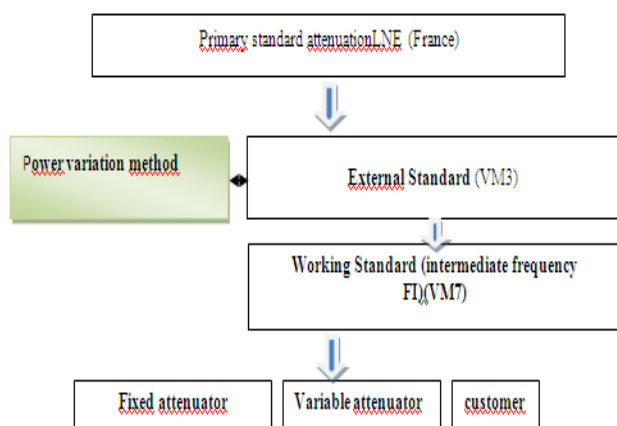 Primary standard attenuationLNE (France)
Power variation method
External Standard (VM3)
Working Standard (intermediate frequency
FI)(VM7)
Fixed attenuator
Variable attenuator
customer